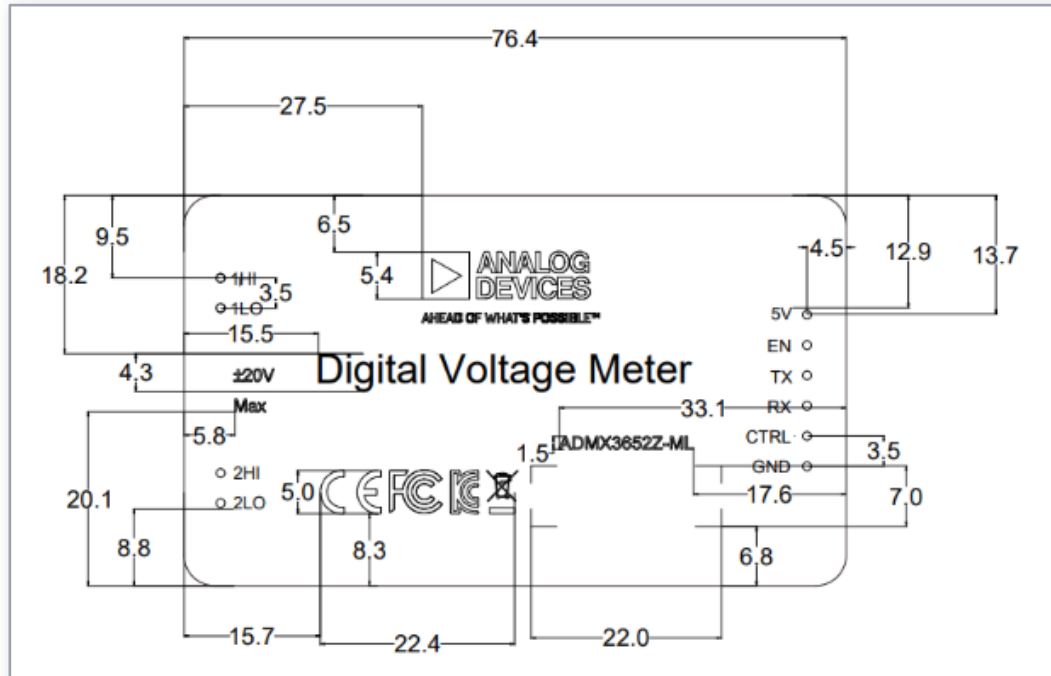 76.4
27.5
6.5
9.5
4.5
12.9
13.7
18.2
5.4
ANALOG
DEVICES
1HI
3.5
1LO
AHEAD OF WHAT'S POSSIBLE™
5V
15.5
EN
4.3
±20V
Digital Voltage Meter
TX
Max
33.1
RX
5.8
ADMX3652Z-ML
CTRL
1.5
3.5
GND
2HI
5.0
CE FC KC
17.6
7.0
20.1
2LO
8.8
8.3
6.8
15.7
22.4
22.0